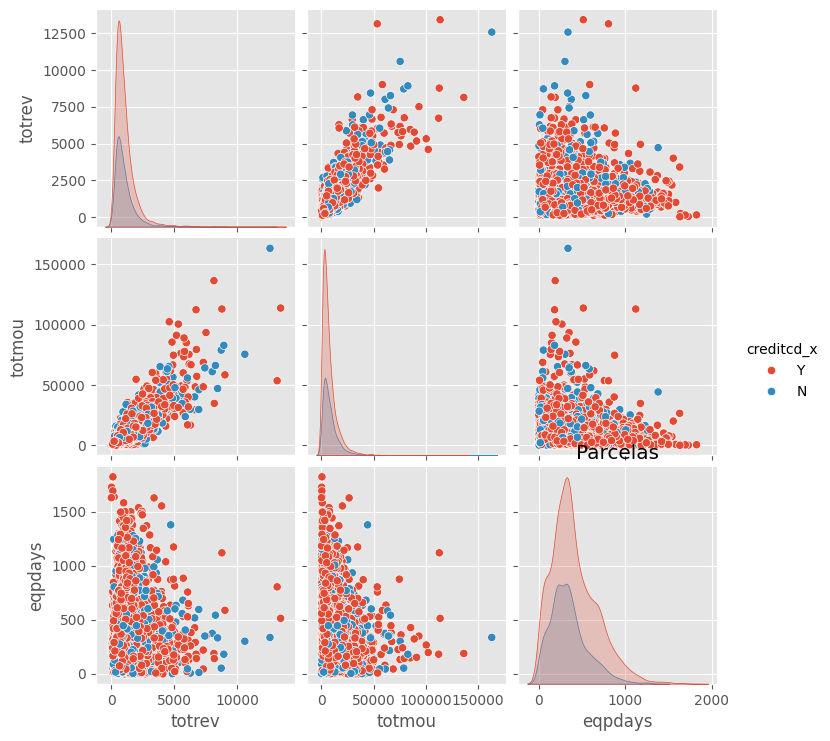 12500
10000
7500
5000
2500
0
totrev
150000
100000
50000
0
totmou
creditcd_x
Y
N
Parcelas
1500
1000
500
0
eqpdays
0 5000 10000
0 50000 100000 150000
0 1000 2000
totrev totmou eqpdays